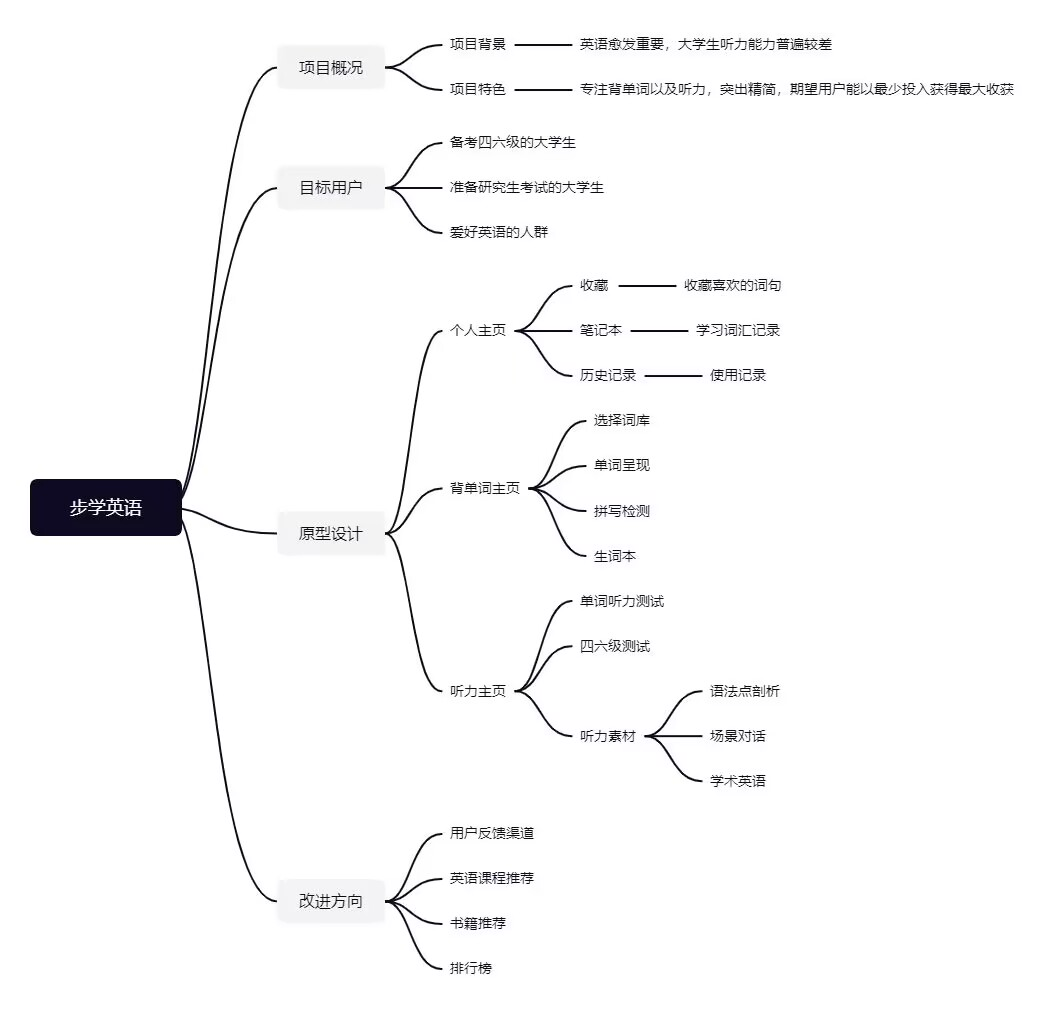 步学英语
项目概况
项目背景
英语愈发重要，大学生听力能力普遍较差
项目特色
专注背单词以及听力，突出精简，期望用户能以最少投入获得最大收获
目标用户
备考四六级的大学生
准备研究生考试的大学生
爱好英语的人群
原型设计
个人主页
收藏
收藏喜欢的词句
笔记本
学习词汇记录
历史记录
使用记录
背单词主页
选择词库
单词呈现
拼写检测
生词本
听力主页
单词听力测试
四六级测试
听力素材
语法点剖析
场景对话
学术英语
改进方向
用户反馈渠道
英语课程推荐
书籍推荐
排行榜